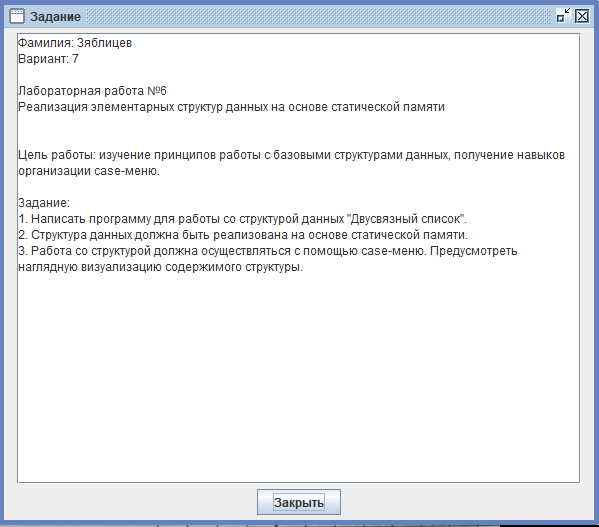 Задание
Фамилия: Зяблицев
Вариант: 7
Лабораторная работа №6
Реализация элементарных структур данных на основе статической памяти
Цель работы: изучение принципов работы с базовыми структурами данных, получение навыков
организации case-меню.
Задание:
1. Написать программу для работы со структурой данных "Двусвязный список".
2. Структура данных должна быть реализована на основе статической памяти.
3. Работа со структурой должна осуществляться с помощью case-меню. Предусмотреть
наглядную визуализацию содержимого структуры.
Закрыть